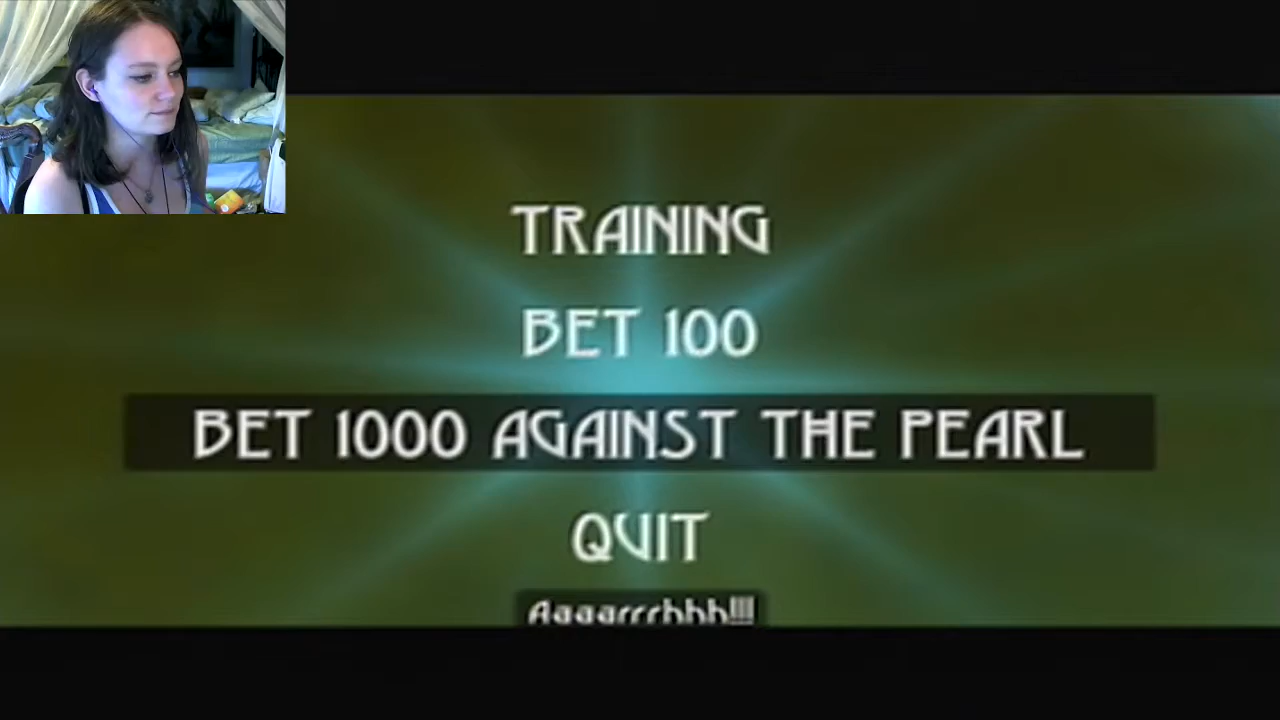 TRAINING
BET 100
BET 1000 AGAINST THE PEARL
QUIT
Aaaarrrhhh!!!